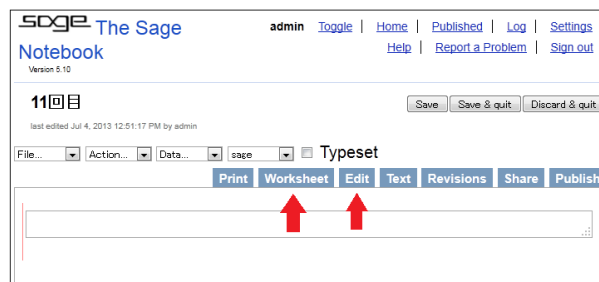 sage The Sage Notebook
Version 5.10
admin Toggle | Home | Published | Log | Settings
Help | Report a Problem | Sign out
11回目
Save Save & quit Discard & quit
last edited Jul 4, 2013 12:51:17 PM by admin
File... Action... Data... sage Typeset
Print Worksheet Edit Text Revisions Share Publish